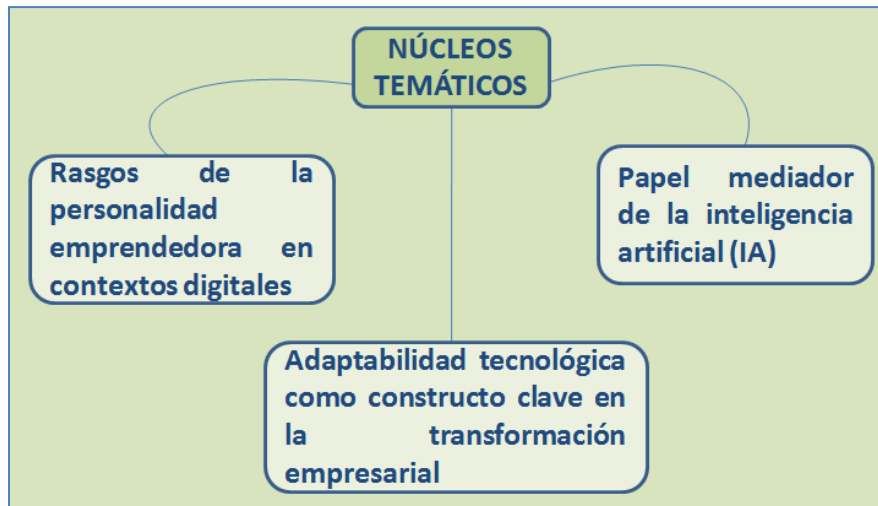 NÚCLEOS
TEMÁTICOS
Rasgos de la
personalidad
emprendedora en
contextos digitales
Papel mediador
de la inteligencia
artificial (IA)
Adaptabilidad tecnológica
como constructo clave en
la transformación
empresarial